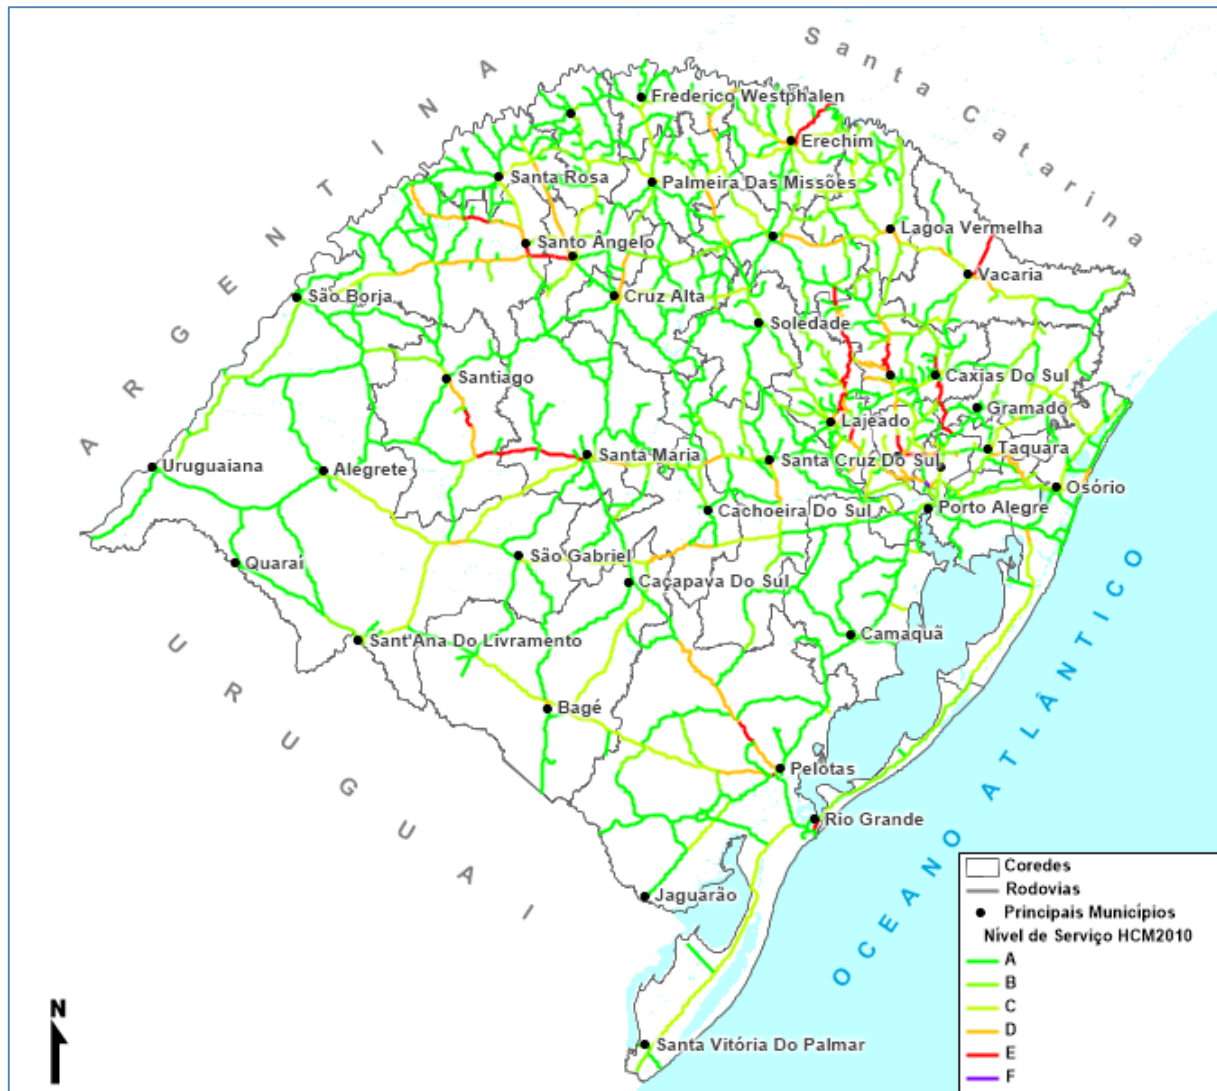 Santa Catarina
ARGENTINA
Frederico Westphalen
Erechim
Santa Rosa
Palmeira Das Missões
Lagoa Vermelha
Santo Ângelo
Vacaria
São Borja
Cruz Alta
Soledade
Santiago
Caxias Do Sul
Gramado
Lajeado
Taquara
Santa Maria
Santa Cruz Do Sul
Uruguaiana
Alegrete
Osório
Cachoeira Do Sul
Porto Alegre
Quaraí
São Gabriel
Caçapava Do Sul
Camaquã
Sant'Ana Do Livramento
Bagé
URUGUAI
OCEANO ATLÂNTICO
Pelotas
Rio Grande
Jaguarão
Santa Vitória Do Palmar
N
Coredes
Rodovias
Principais Municípios
Nível de Serviço HCM2010
A
B
C
D
E
F